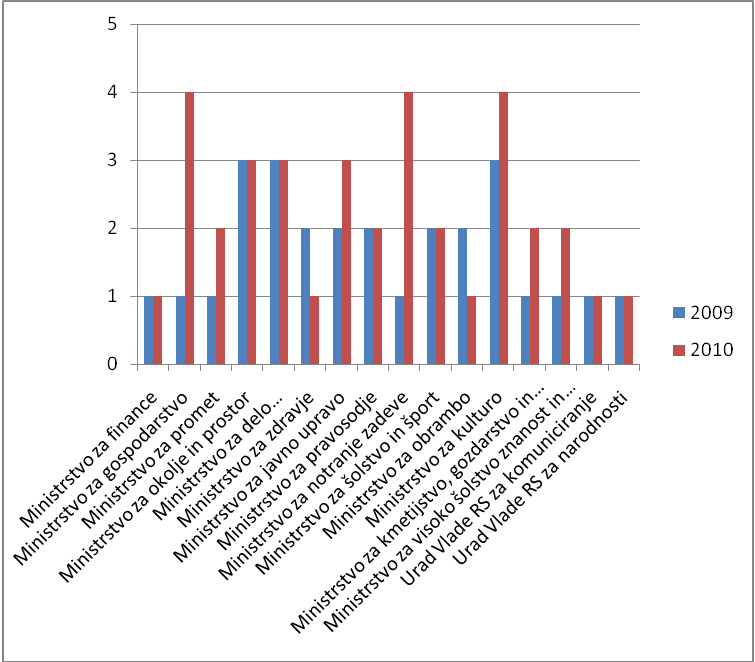 5
4
3
2
1
0
Ministrstvo za finance
Ministrstvo za gospodarstvo
Ministrstvo za promet
Ministrstvo za okolje in prostor
Ministrstvo za delo...
Ministrstvo za zdravje
Ministrstvo za javno upravo
Ministrstvo za pravosodje
Ministrstvo za notranje zadeve
Ministrstvo za šolstvo in šport
Ministrstvo za obrambo
Ministrstvo za kulturo
Ministrstvo za kmetijstvo, gozdarstvo in...
Ministrstvo za visoko šolstvo znanost in...
Urad Vlade RS za komuniciranje
Urad Vlade RS za narodnosti
2009
2010